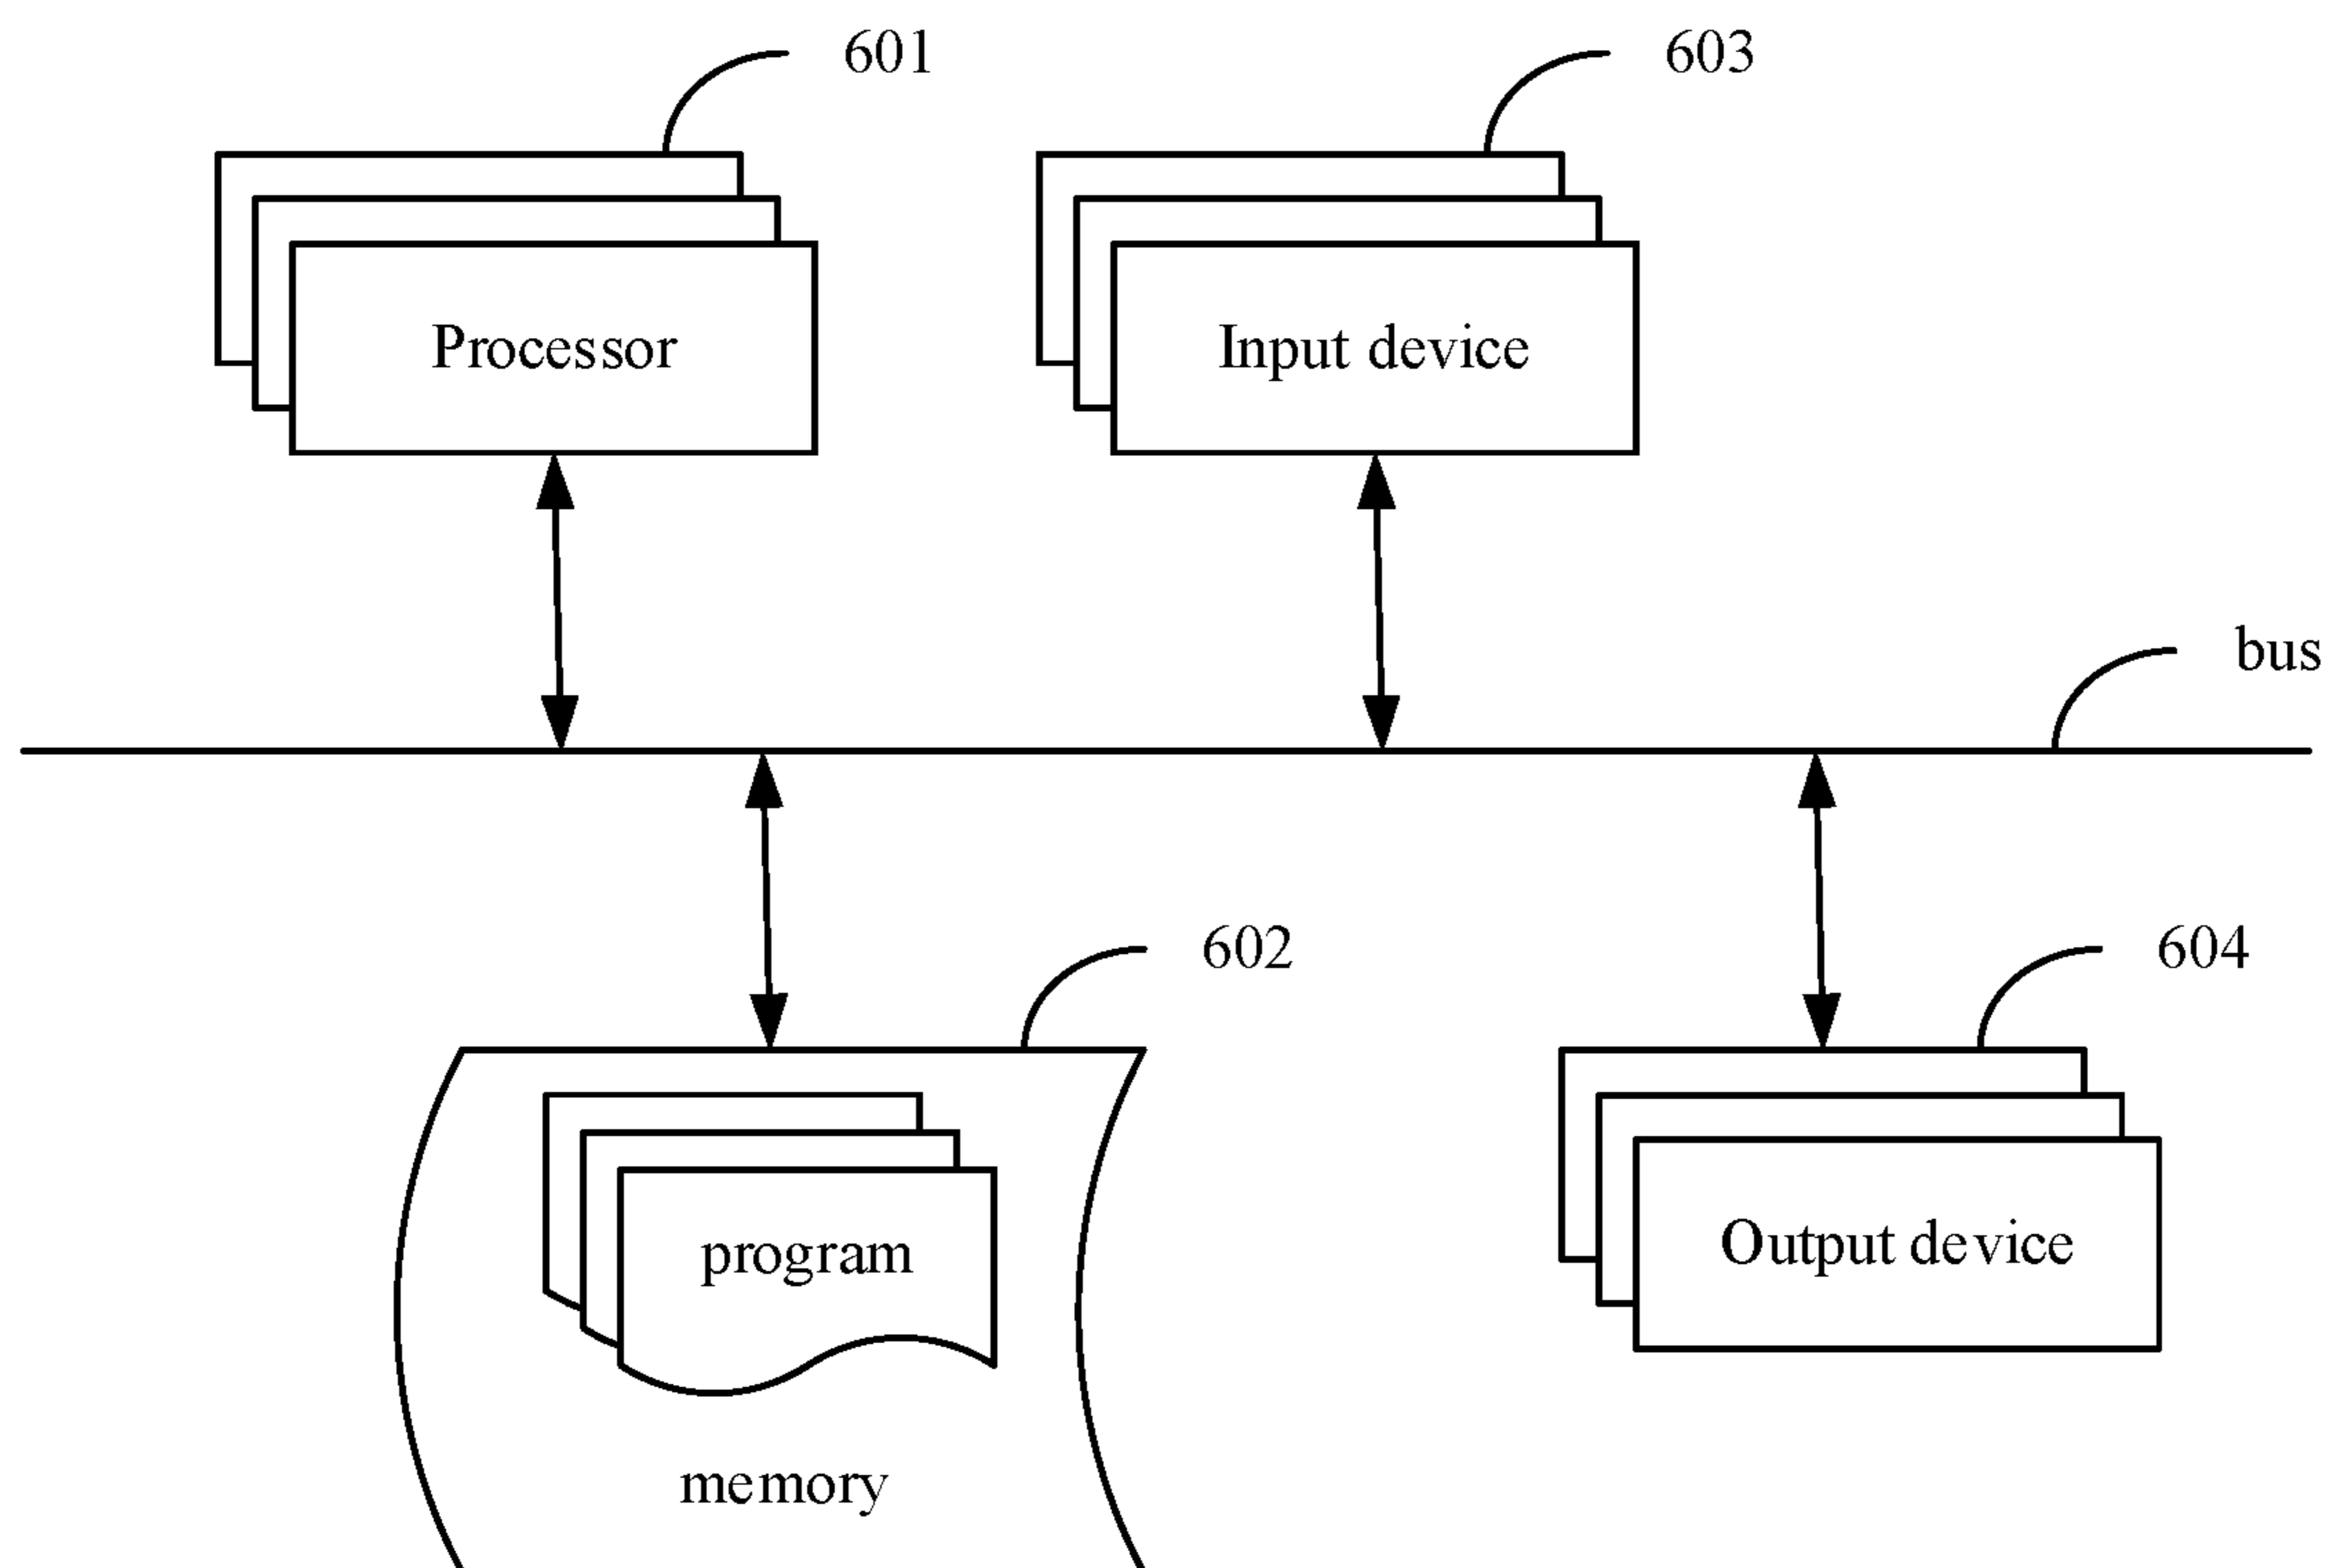 601
603
Processor
Input device
bus
602
604
program
Output device
memory